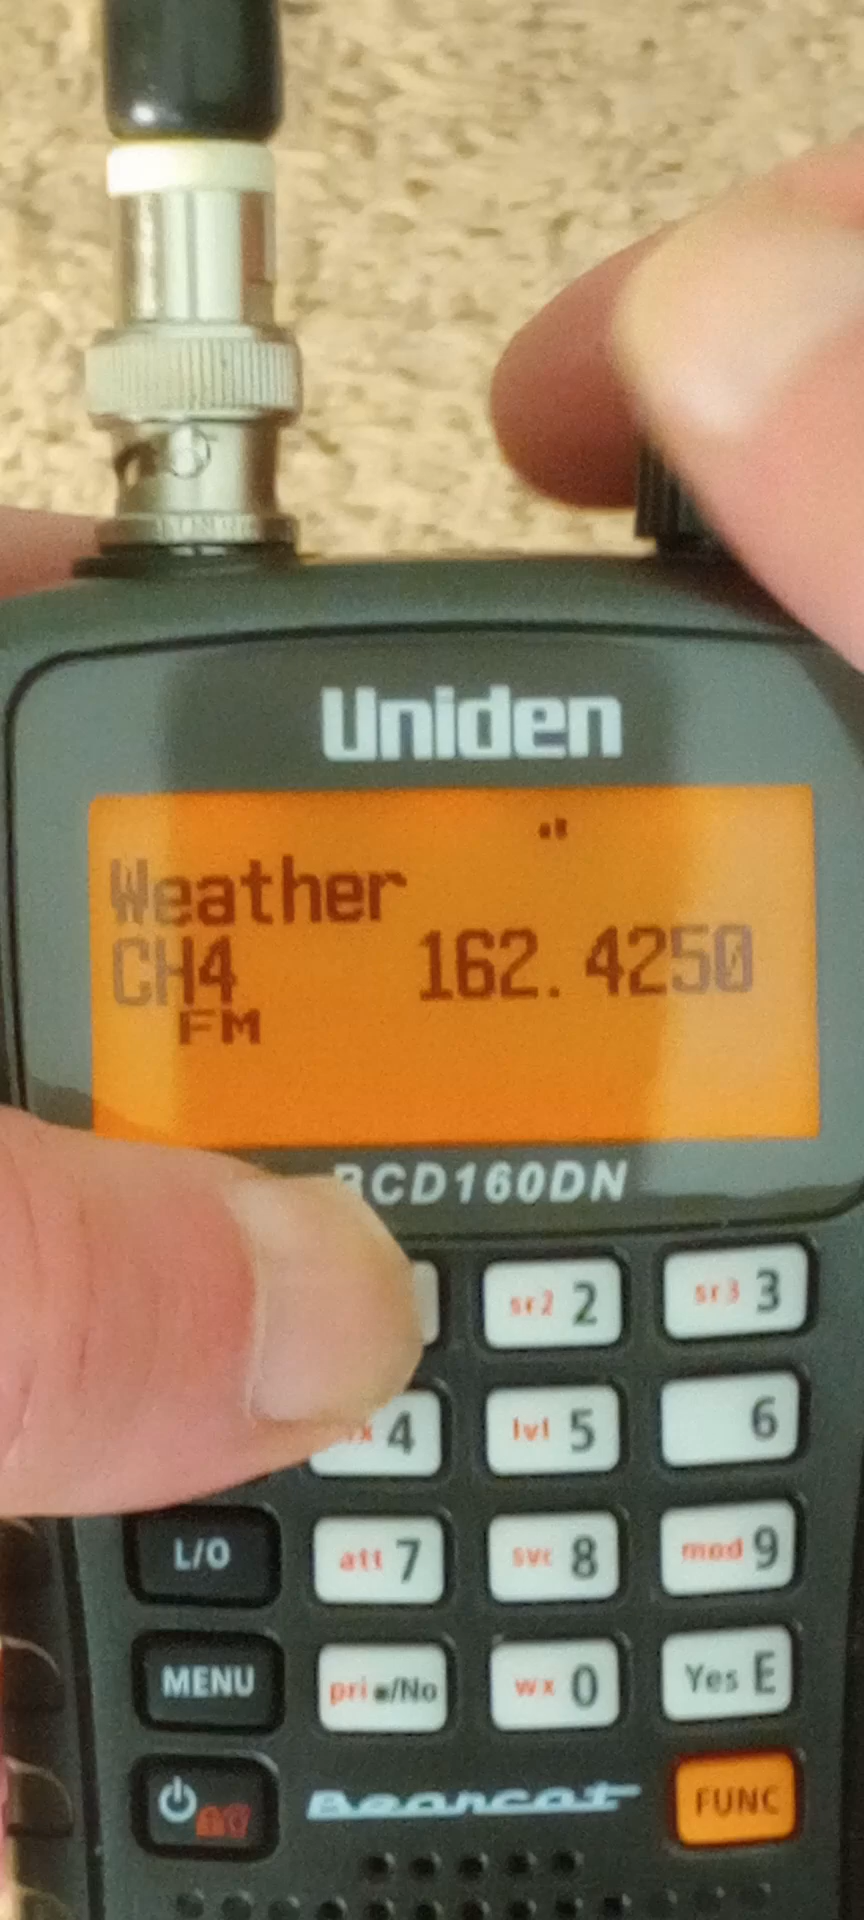 Uniden
Weather
CH4 162.4250
FM
BCD160DN
sr2 2
sr3 3
4
lvl 5
6
L/O
att 7
svc 8
mod 9
MENU
pri ./No
wx 0
Yes E
Bearcat
FUNC